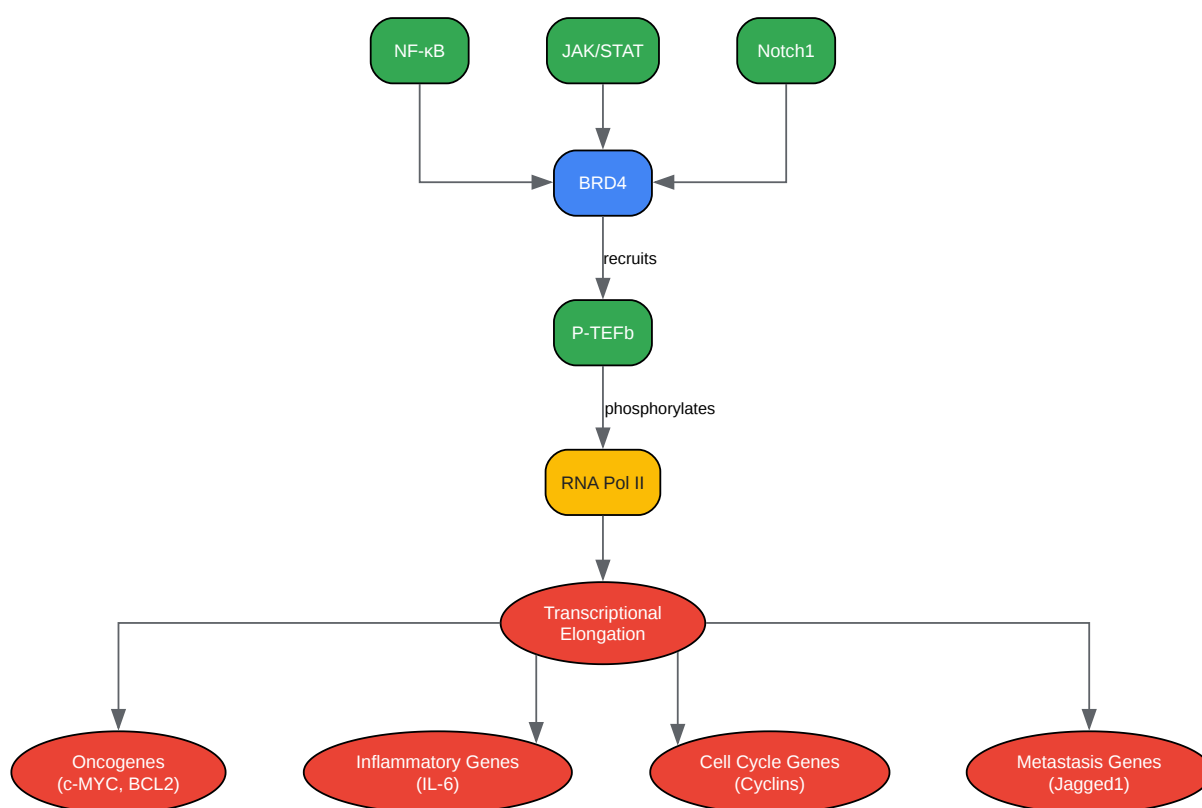 NF-κB
JAK/STAT
Notch1
BRD4
recruits
P-TEFb
phosphorylates
RNA Pol II
Transcriptional
Elongation
Oncogenes
(c-MYC, BCL2)
Inflammatory Genes
(IL-6)
Cell Cycle Genes
(Cyclins)
Metastasis Genes
(Jagged1)